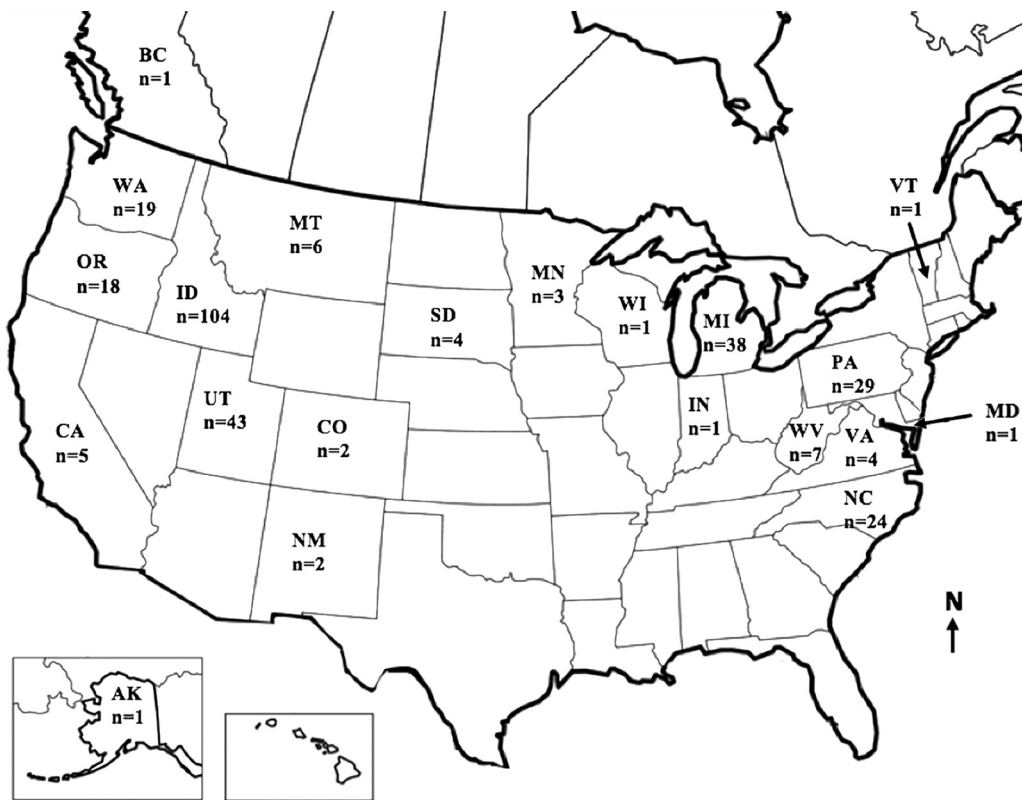 BC
n=1
WA
n=19
MT
n=6
VT
n=1
OR
n=18
ID
n=104
MN
n=3
SD
n=4
WI
n=1
MI
n=38
PA
n=29
UT
n=43
CO
n=2
IN
n=1
CA
n=5
WV
n=7
VA
n=4
MD
n=1
NC
n=24
NM
n=2
N
AK
n=1